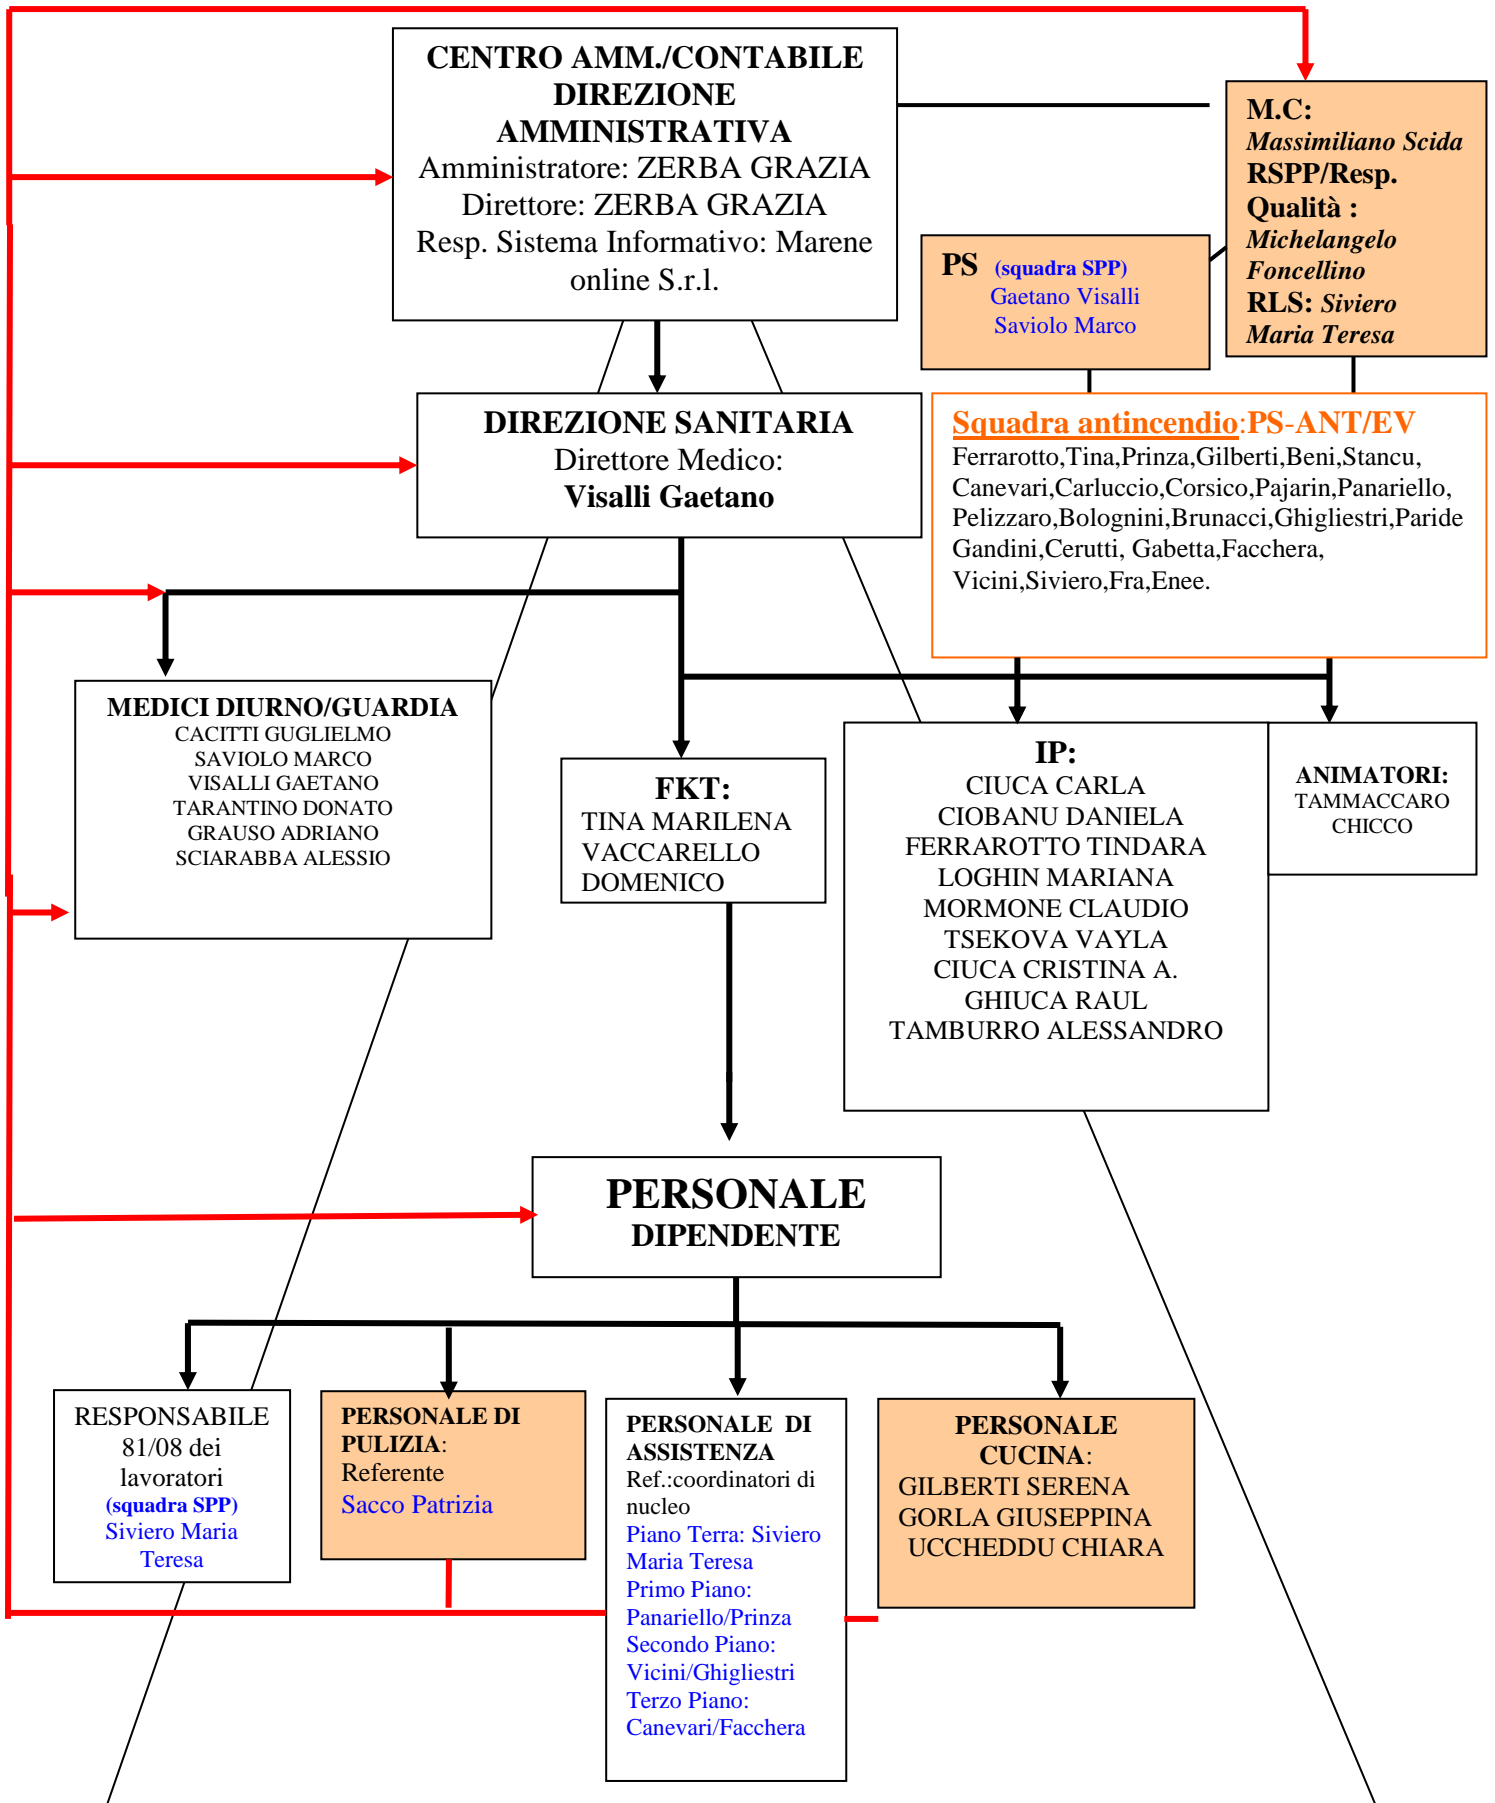 CENTRO AMM./CONTABILE
DIREZIONE
AMMINISTRATIVA
Amministratore: ZERBA GRAZIA
Direttore: ZERBA GRAZIA
Resp. Sistema Informativo: Marene
online S.r.l.
M.C:
Massimiliano Scida
RSPP/Resp.
Qualità :
Michelangelo
Foncellino
RLS: Siviero
Maria Teresa
PS (squadra SPP)
Gaetano Visalli
Saviolo Marco
DIREZIONE SANITARIA
Direttore Medico:
Visalli Gaetano
Squadra antincendio:PS-ANT/EV
Ferrarotto,Tina,Prinza,Gilberti,Beni,Stancu,
Canevari,Carluccio,Corsico,Pajarin,Panariello,
Pelizzaro,Bolognini,Brunacci,Ghigliestri,Paride
Gandini,Cerutti, Gabetta,Facchera,
Vicini,Siviero,Fra,Enee.
MEDICI DIURNO/GUARDIA
CACITTI GUGLIELMO
SAVIOLO MARCO
VISALLI GAETANO
TARANTINO DONATO
GRAUSO ADRIANO
SCIARABBA ALESSIO
FKT:
TINA MARILENA
VACCARELLO
DOMENICO
IP:
CIUCA CARLA
CIOBANU DANIELA
FERRAROTTO TINDARA
LOGHIN MARIANA
MORMONE CLAUDIO
TSEKOVA VAYLA
CIUCA CRISTINA A.
GHIUCA RAUL
TAMBURRO ALESSANDRO
ANIMATORI:
TAMMACCARO
CHICCO
PERSONALE
DIPENDENTE
RESPONSABILE
81/08 dei
lavoratori
(squadra SPP)
Siviero Maria
Teresa
PERSONALE DI
PULIZIA:
Referente
Sacco Patrizia
PERSONALE DI
ASSISTENZA
Ref.:coordinatori di
nucleo
Piano Terra: Siviero
Maria Teresa
Primo Piano:
Panariello/Prinza
Secondo Piano:
Vicini/Ghigliestri
Terzo Piano:
Canevari/Facchera
PERSONALE
CUCINA:
GILBERTI SERENA
GORLA GIUSEPPINA
UCCHEDDU CHIARA